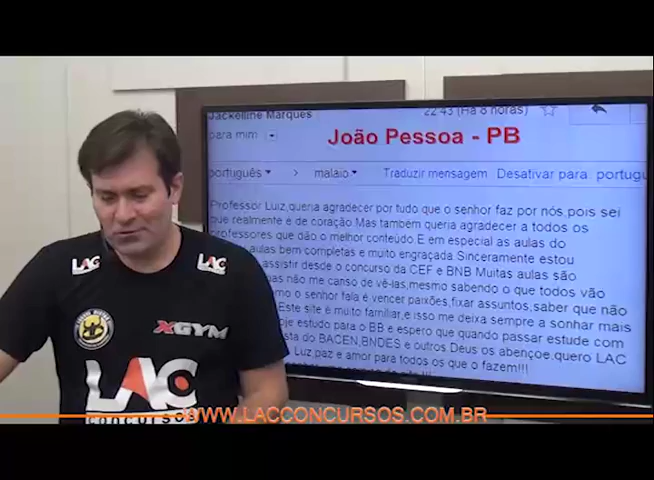 Jackelline Marques
22:43 (Há 8 horas)
para mim
João Pessoa - PB
português > malaio Traduzir mensagem Desativar para: portugu
Professor Luiz,queria agradecer por tudo que o senhor faz por nós,pois sei
que realmente é de coração.Mas também queria agradecer a todos os
professores que dão o melhor conteúdo.E em especial as aulas do
aulas bem completas e muito engraçada.Sinceramente estou
assistir desde o concurso da CEF e BNB.Muitas aulas são
mas não me canso de vê-las,mesmo sabendo o que todos vão
mo o senhor fala é vencer paixões,fixar assuntos,saber que não
Este site é muito familiar,e isso me deixa sempre a sonhar mais
oje estudo para o BB e espero que quando passar estude com
sta do BACEN,BNDES e outros.Deus os abençoe,quero LAC
Luz paz e amor para todos os que o fazem!!!
LAC
LAC
XGYM
LAC
CONCURSOS
WWW.LACCONCURSOS.COM.BR